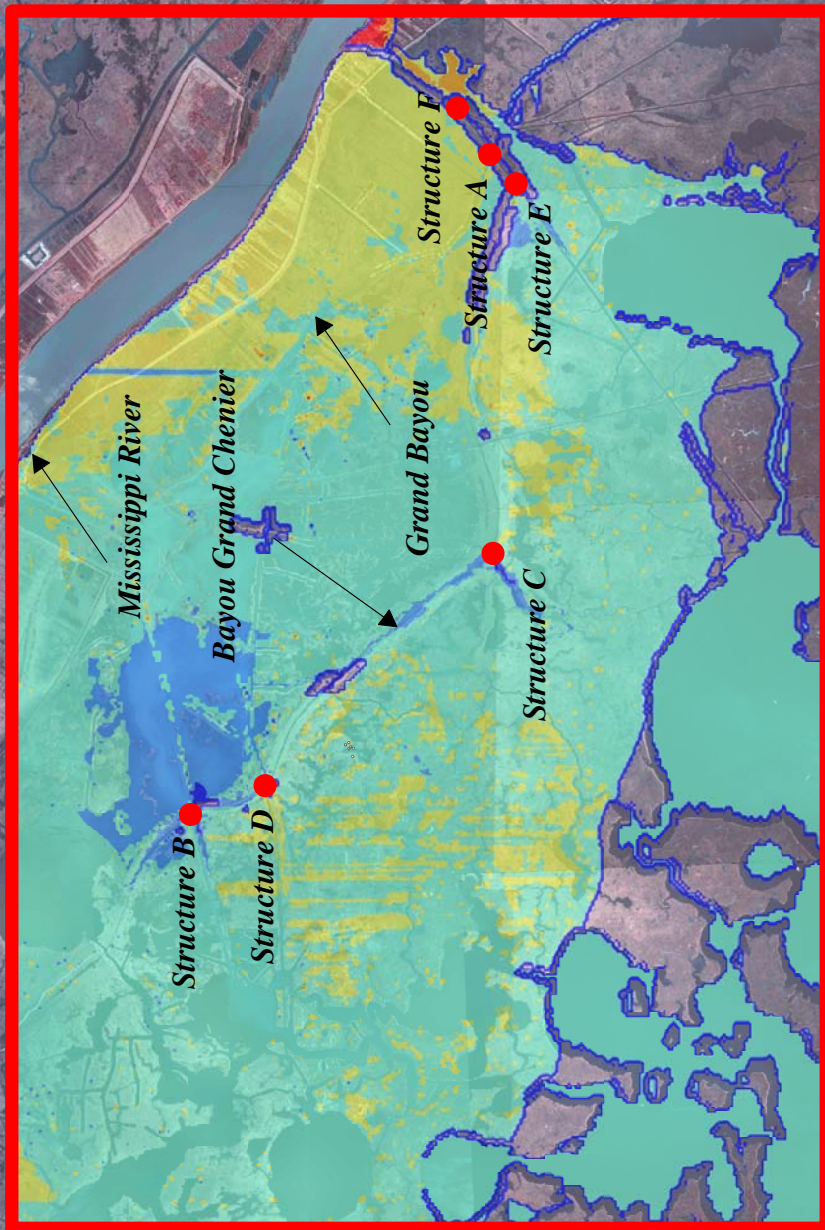 Structure F
Structure A
Structure E
Mississippi River
Bayou Grand Chenier
Grand Bayou
Structure C
Structure B
Structure D